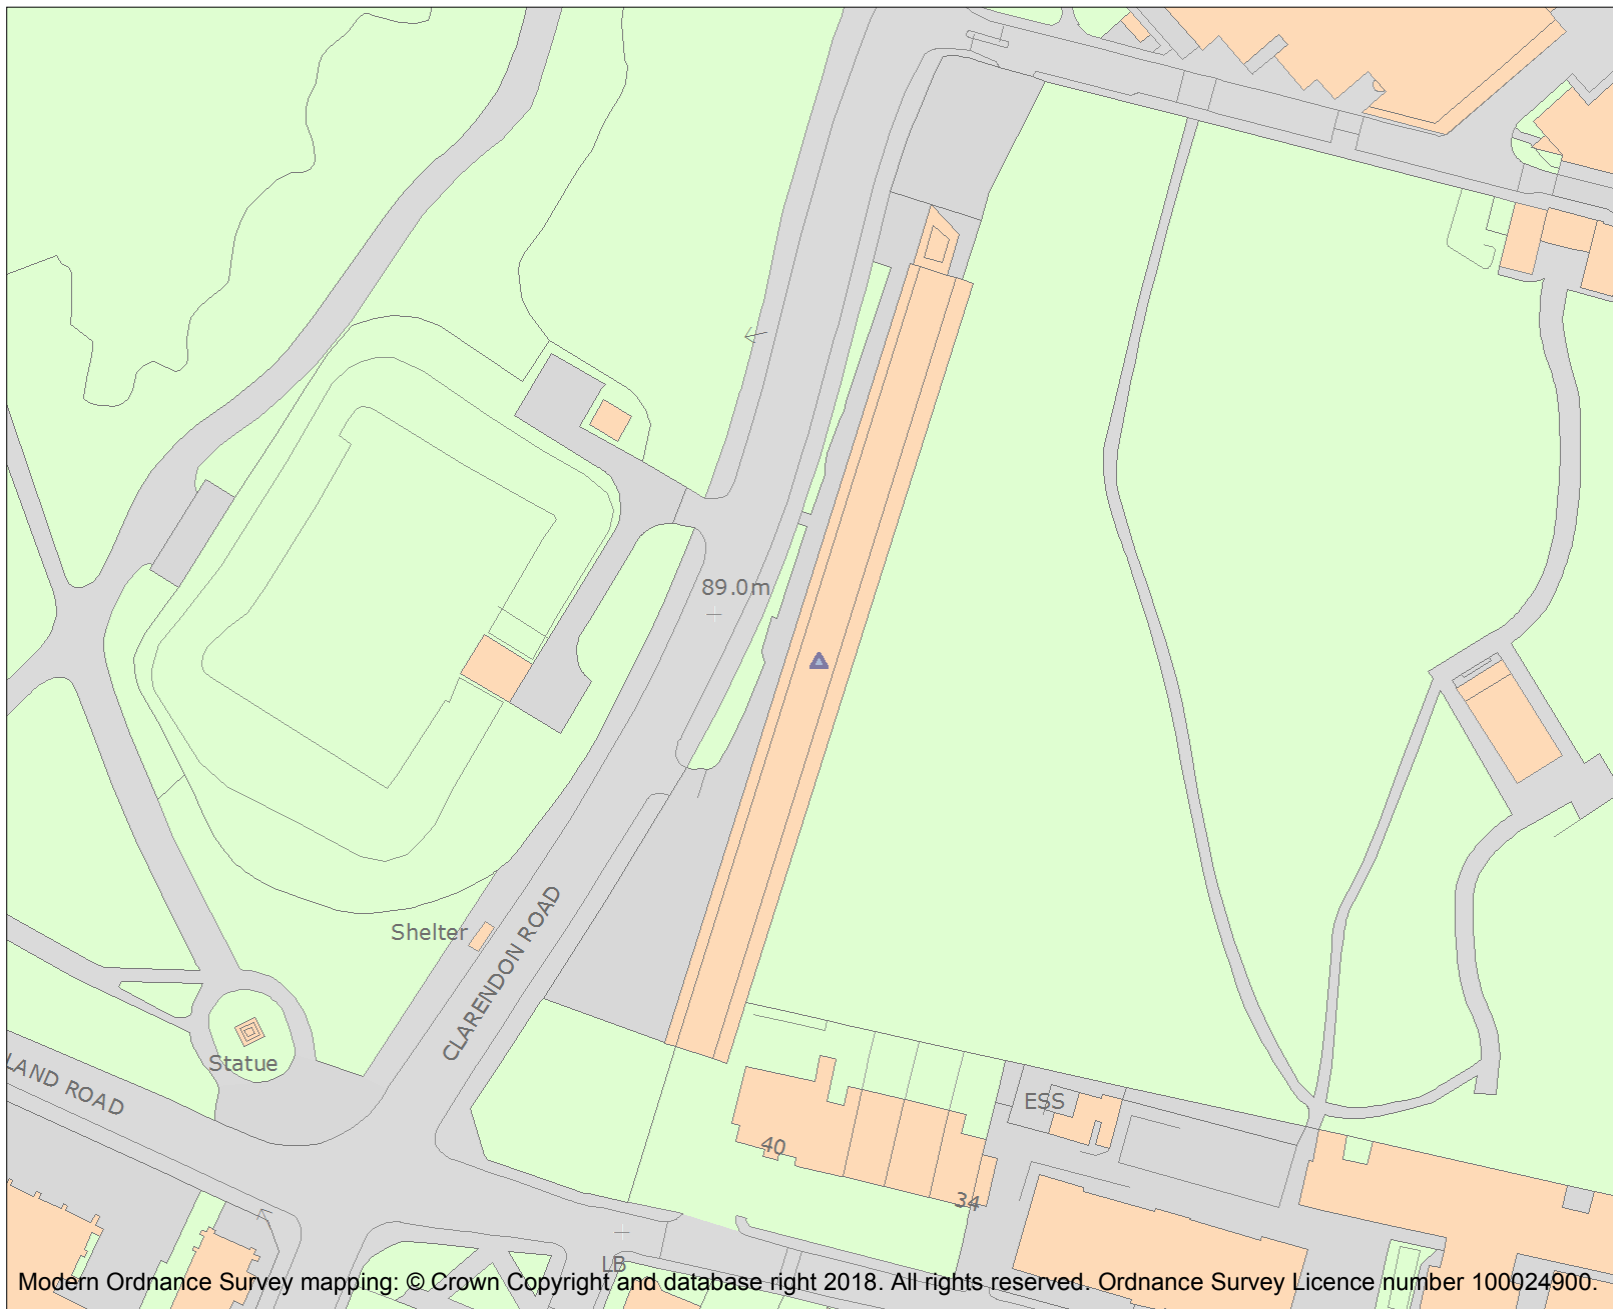 89.0m
Shelter
CLARENDON ROAD
Statue
LAND ROAD
ESS
40
34
LB
Modern Ordnance Survey mapping: © Crown Copyright and database right 2018. All rights reserved. Ordnance Survey Licence number 100024900.